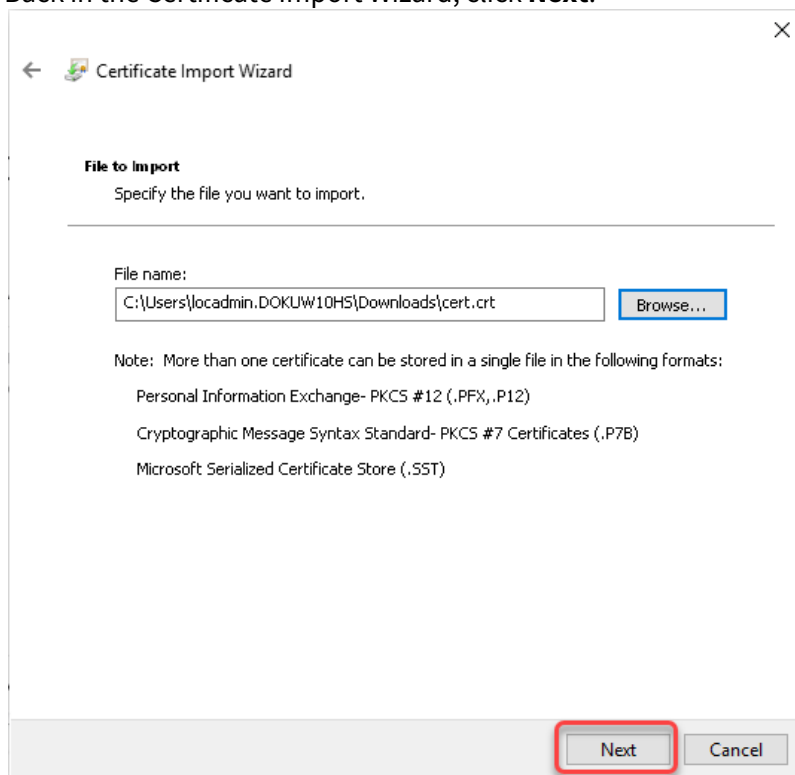 Back in the Certificate Import Wizard, click Next.
Certificate Import Wizard
File to Import
Specify the file you want to import.
File name:
C:\Users\locadmin.DOKUW10HS\Downloads\cert.crt
Browse...
Note: More than one certificate can be stored in a single file in the following formats:
Personal Information Exchange- PKCS #12 (.PFX,.P12)
Cryptographic Message Syntax Standard- PKCS #7 Certificates (.P7B)
Microsoft Serialized Certificate Store (.SST)
Next
Cancel